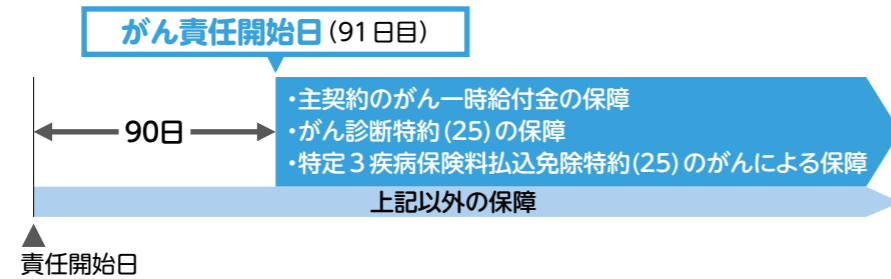 がん責任開始日(91日目)
・主契約のがん一時給付金の保障
・がん診断特約(25)の保障
・特定3疾病保険料払込免除特約(25)のがんによる保障
90日
上記以外の保障
責任開始日